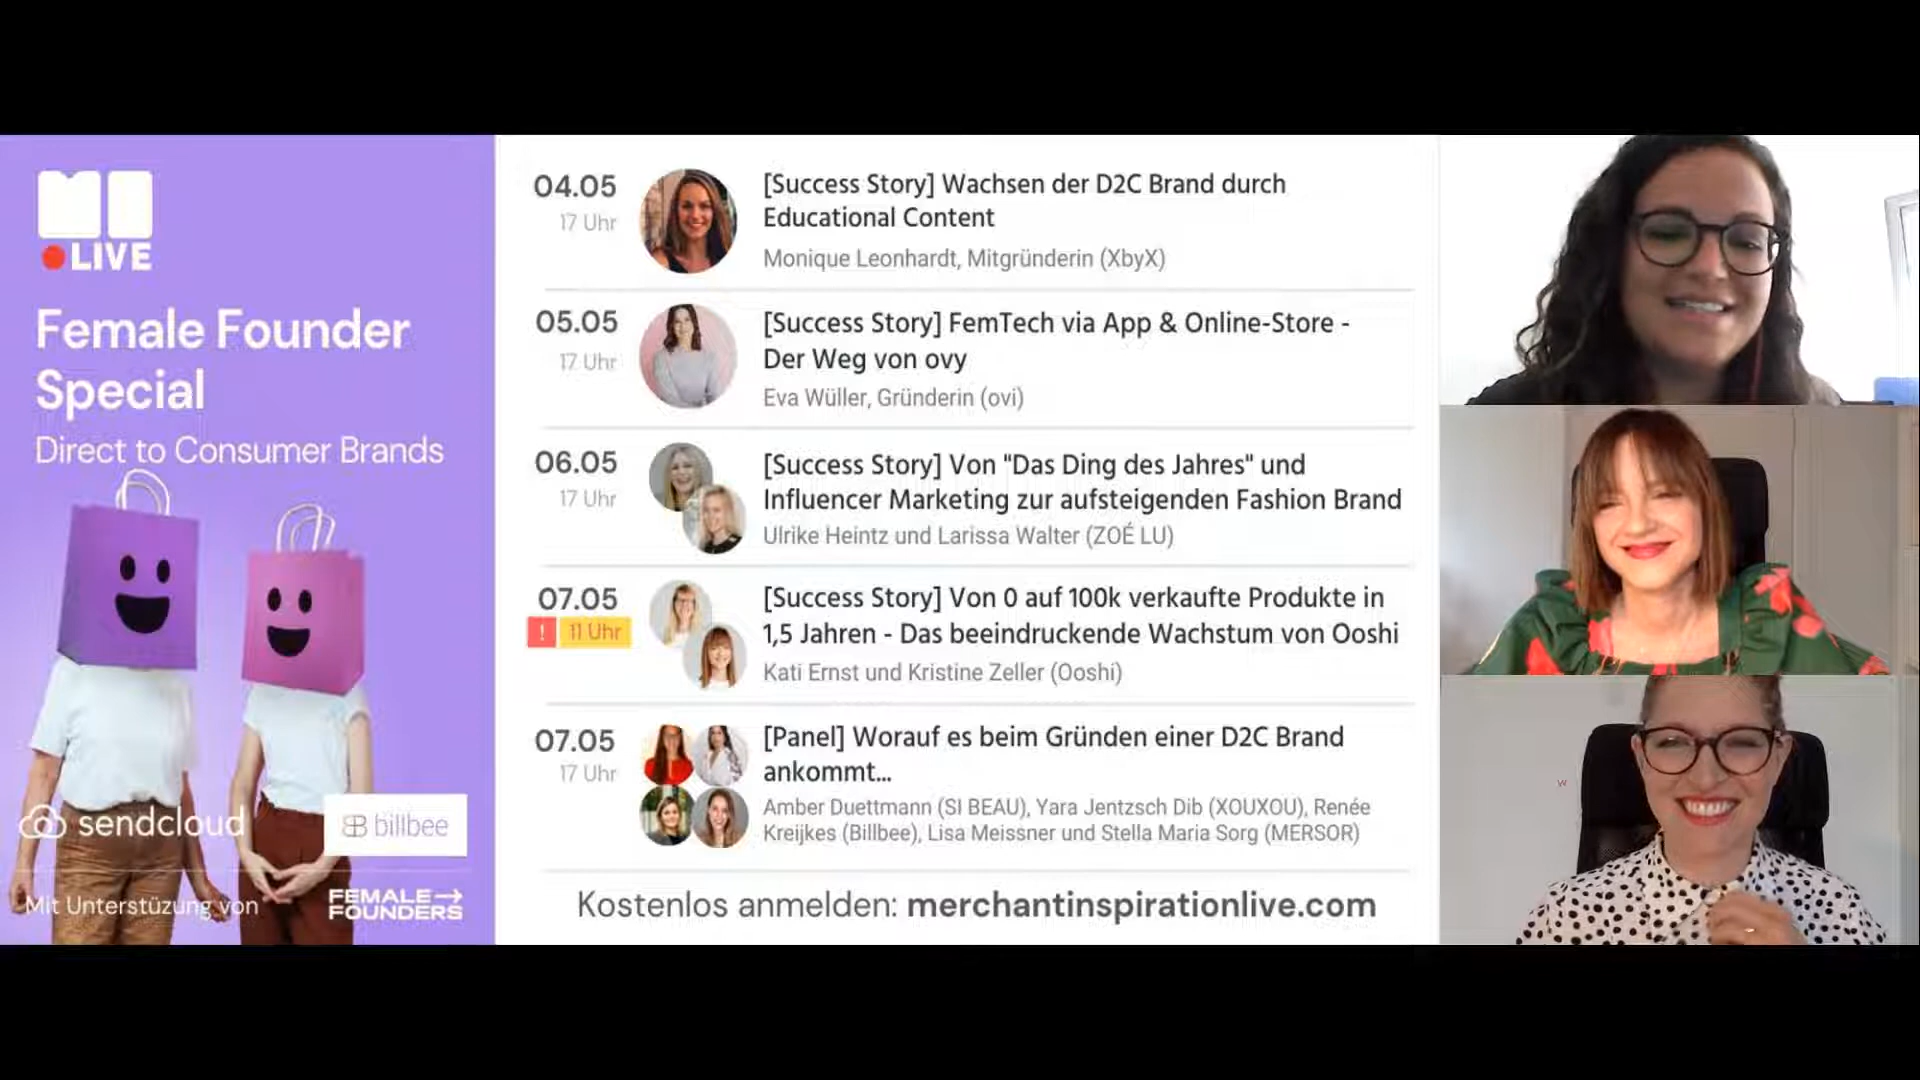 LIVE
Female Founder
Special
Direct to Consumer Brands
sendcloud
billbee
Mit Unterstüzung von
FEMALE→
FOUNDERS
04.05
17 Uhr
[Success Story] Wachsen der D2C Brand durch
Educational Content
Monique Leonhardt, Mitgründerin (XbyX)
05.05
17 Uhr
[Success Story] FemTech via App & Online-Store -
Der Weg von ovy
Eva Wüller, Gründerin (ovi)
06.05
17 Uhr
[Success Story] Von "Das Ding des Jahres" und
Influencer Marketing zur aufsteigenden Fashion Brand
Ulrike Heintz und Larissa Walter (ZOÉ LU)
07.05
! 11 Uhr
[Success Story] Von 0 auf 100k verkaufte Produkte in
1,5 Jahren - Das beeindruckende Wachstum von Ooshi
Kati Ernst und Kristine Zeller (Ooshi)
07.05
17 Uhr
[Panel] Worauf es beim Gründen einer D2C Brand
ankommt...
Amber Duettmann (SI BEAU), Yara Jentzsch Dib (XOUXOU), Renée
Kreijkes (Billbee), Lisa Meissner und Stella Maria Sorg (MERSOR)
Kostenlos anmelden: merchantinspirationlive.com
W